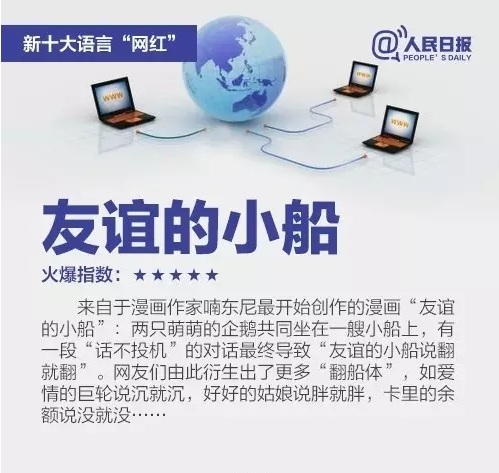 新十大语言“网红”
@人民日报
PEOPLE'S DAILY
www
www
www
友谊的小船
火爆指数：★★★★★
来自于漫画作家喃东尼最开始创作的漫画“友谊
的小船”：两只萌萌的企鹅共同坐在一艘小船上，有
一段“话不投机”的对话最终导致“友谊的小船说翻
就翻”。网友们由此衍生出了更多“翻船体”，如爱
情的巨轮说沉就沉，好好的姑娘说胖就胖，卡里的余
额说没就没……